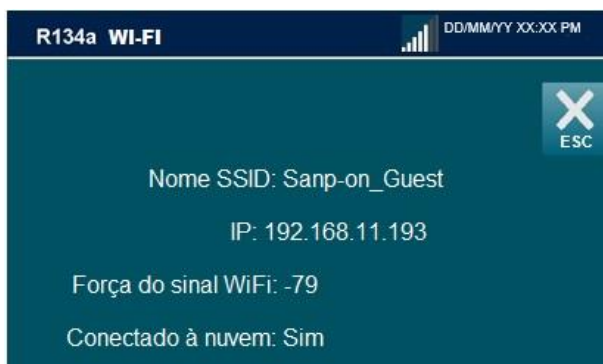 R134a WI-FI
DD/MM/YY XX:XX PM
ESC
Nome SSID: Sanp-on_Guest
IP: 192.168.11.193
Força do sinal WiFi: -79
Conectado à nuvem: Sim